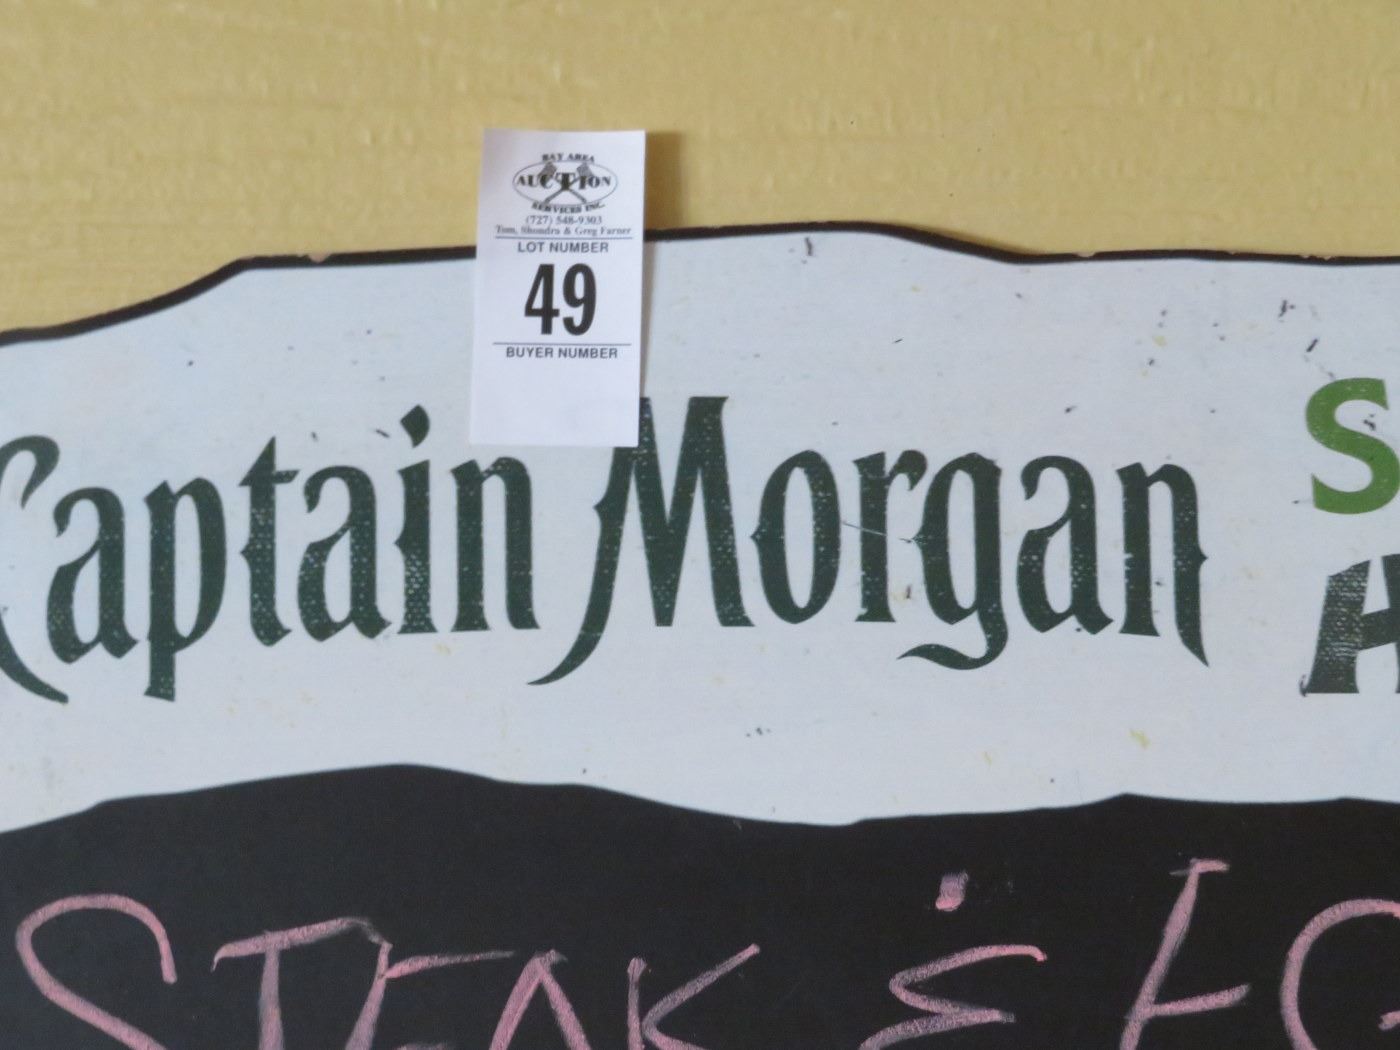 BAY AREA
AUCTION
SERVICES INC.
(727) 548-9303
Tom, Shondra & Greg Farner
LOT NUMBER
49
BUYER NUMBER
Captain Morgan
STEAK &